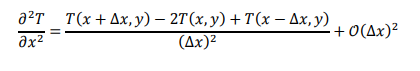 ∂²T/∂x² = (T(x + Δx, y) − 2T(x, y) + T(x − Δx, y))/(Δx)² + 𝒪(Δx)²